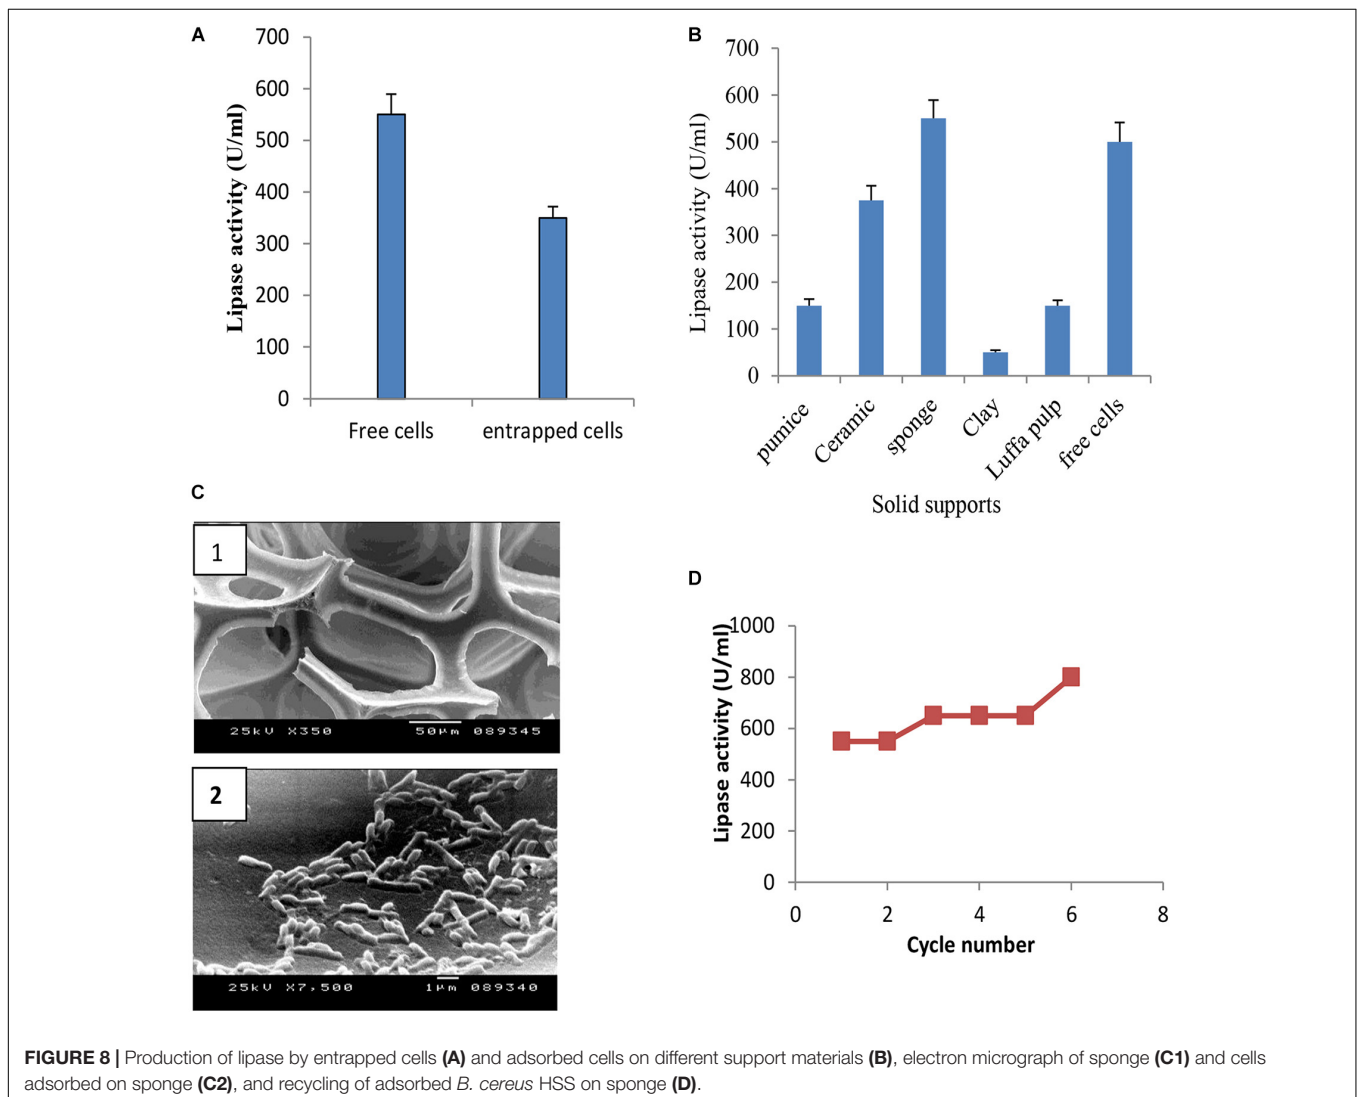 A
700
600
500
400
300
200
100
0
Lipase activity (U/ml)
Free cells
entrapped cells
B
700
600
500
400
300
200
100
0
Lipase activity (U/ml)
pumice
Ceramic
sponge
Clay
Luffa pulp
free cells
Solid supports
C
1
25kV X350 50μm 089345
2
25kV X7,500 1μm 089340
D
1000
800
600
400
200
0
Lipase activity (U/ml)
0 2 4 6 8
Cycle number
FIGURE 8 | Production of lipase by entrapped cells (A) and adsorbed cells on different support materials (B), electron micrograph of sponge (C1) and cells
adsorbed on sponge (C2), and recycling of adsorbed B. cereus HSS on sponge (D).